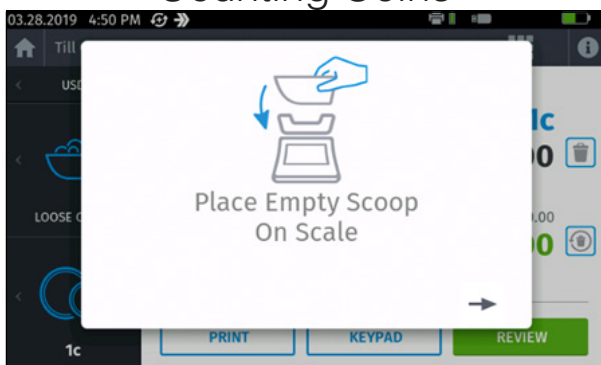 Counting Coins
03.28.2019 4:50 PM
Till
USD
1c
LOOSE C
Place Empty Scoop
On Scale
1c
PRINT
KEYPAD
REVIEW